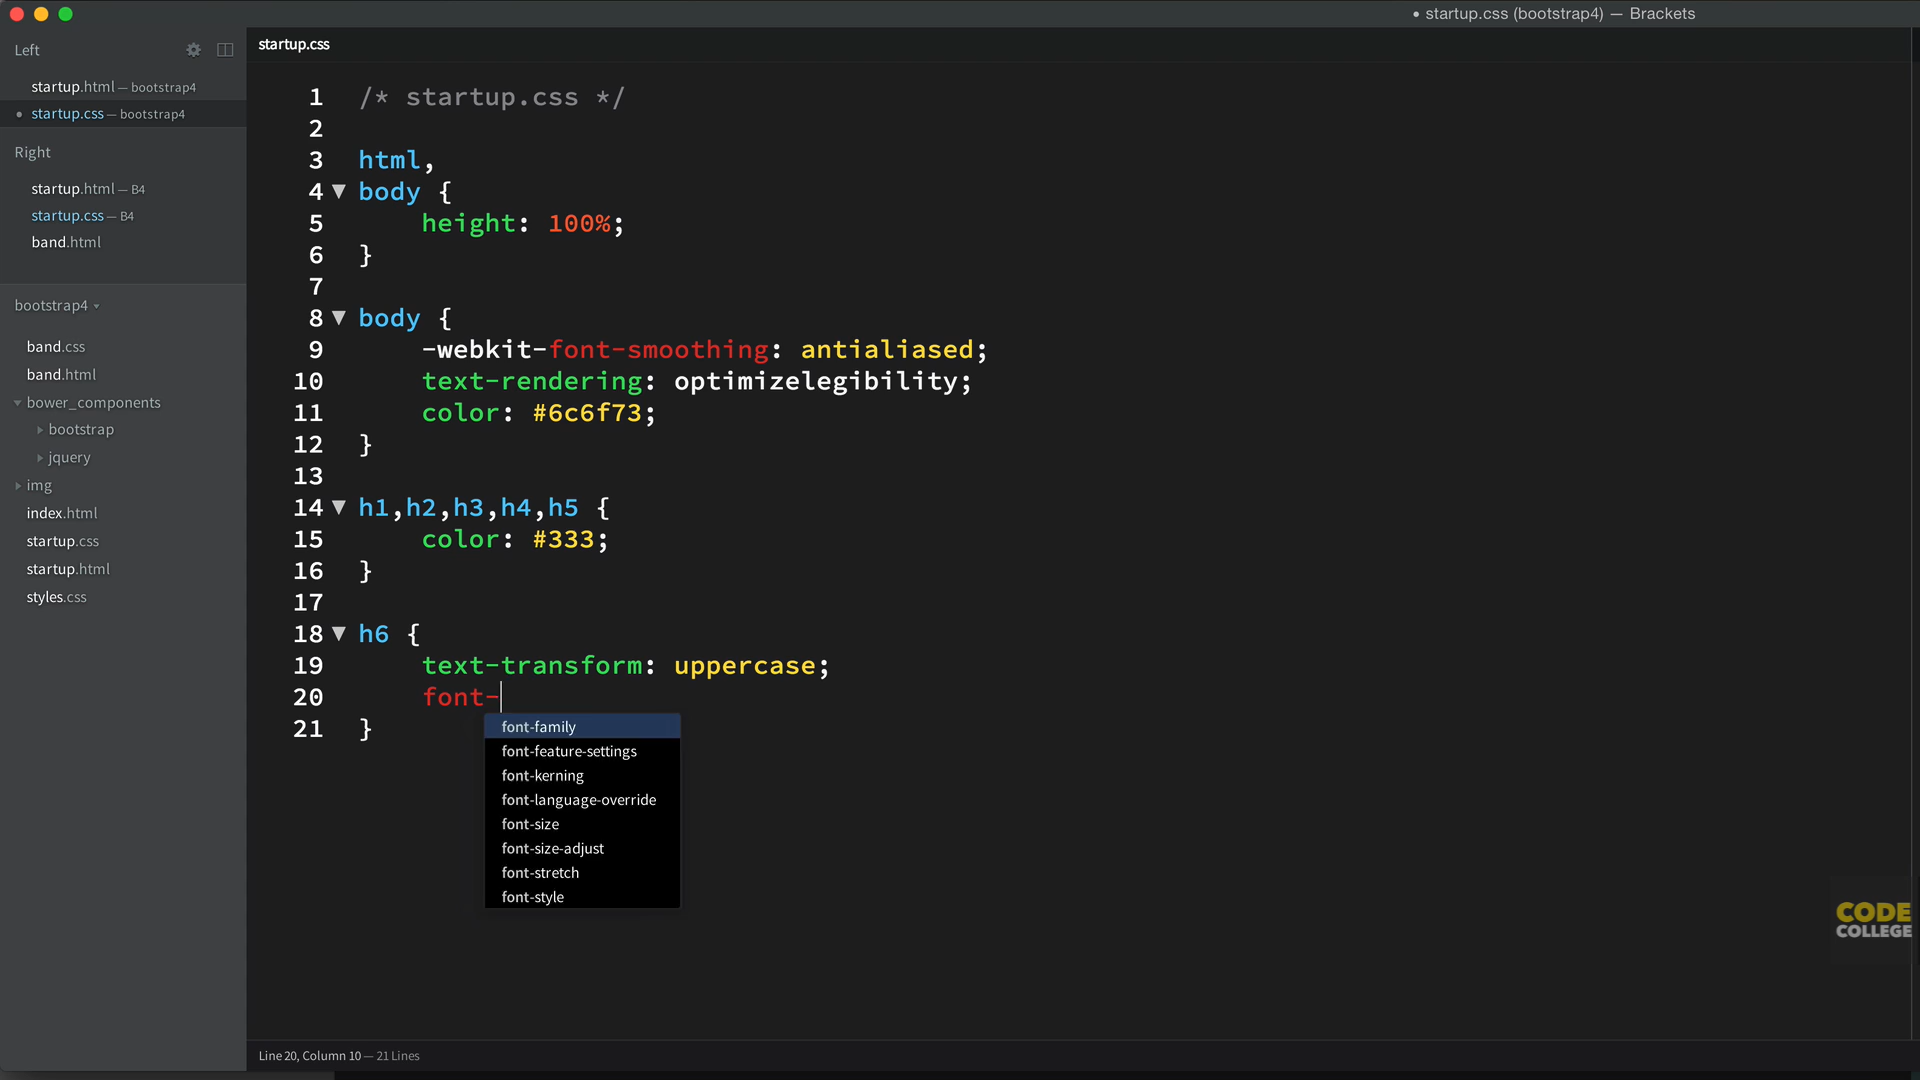 • startup.css (bootstrap4) — Brackets
Left
startup.html — bootstrap4
• startup.css — bootstrap4
Right
startup.html — B4
startup.css — B4
band.html
bootstrap4
band.css
band.html
bower_components
bootstrap
jquery
img
index.html
startup.css
startup.html
styles.css
startup.css
1 /* startup.css */
2
3 html,
4 body {
5 height: 100%;
6 }
7
8 body {
9 -webkit-font-smoothing: antialiased;
10 text-rendering: optimizelegibility;
11 color: #6c6f73;
12 }
13
14 h1,h2,h3,h4,h5 {
15 color: #333;
16 }
17
18 h6 {
19 text-transform: uppercase;
20 font-
21 }
font-family
font-feature-settings
font-kerning
font-language-override
font-size
font-size-adjust
font-stretch
font-style
CODE
COLLEGE
Line 20, Column 10 — 21 Lines